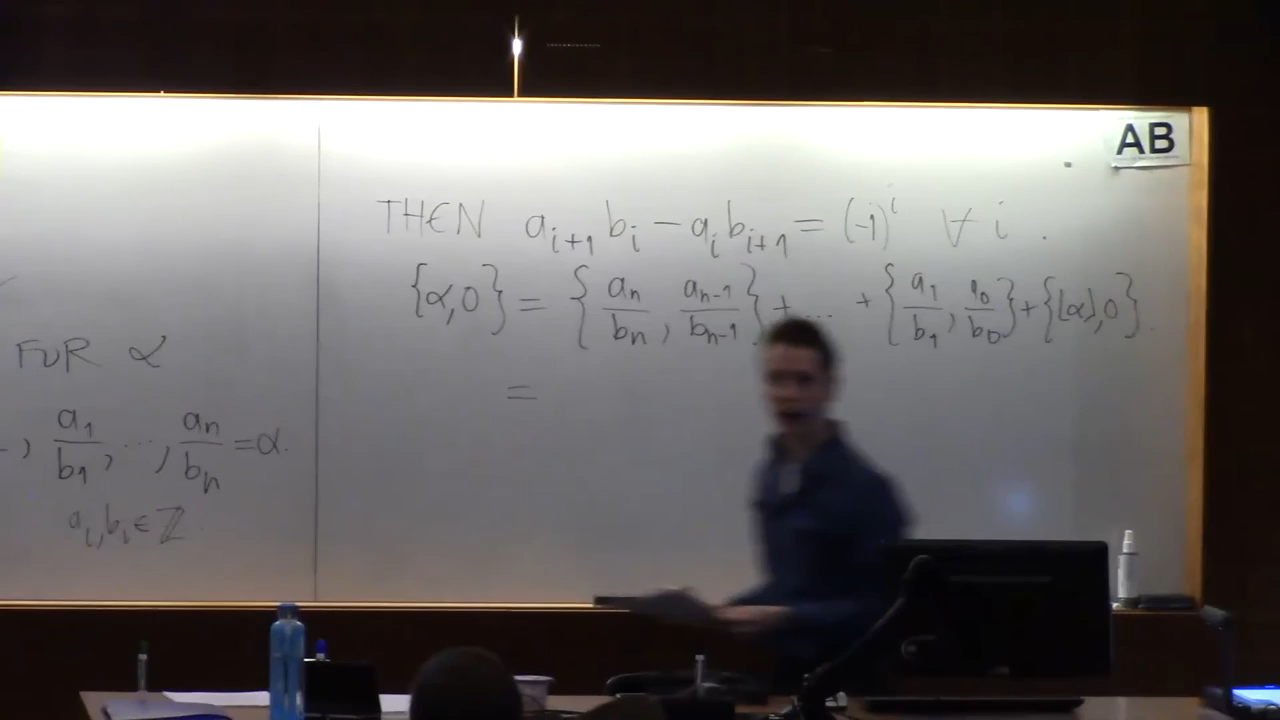 FOR α
, a_1/b_1, ..., a_n/b_n = α.
a_i, b_i ∈ ℤ
THEN a_{i+1} b_i - a_i b_{i+1} = (-1)^i ∀ i .
{α,0} = {a_n/b_n, a_{n-1}/b_{n-1}} + ... + {a_1/b_1, a_0/b_0} + {⌊α⌋,0}
=
AB